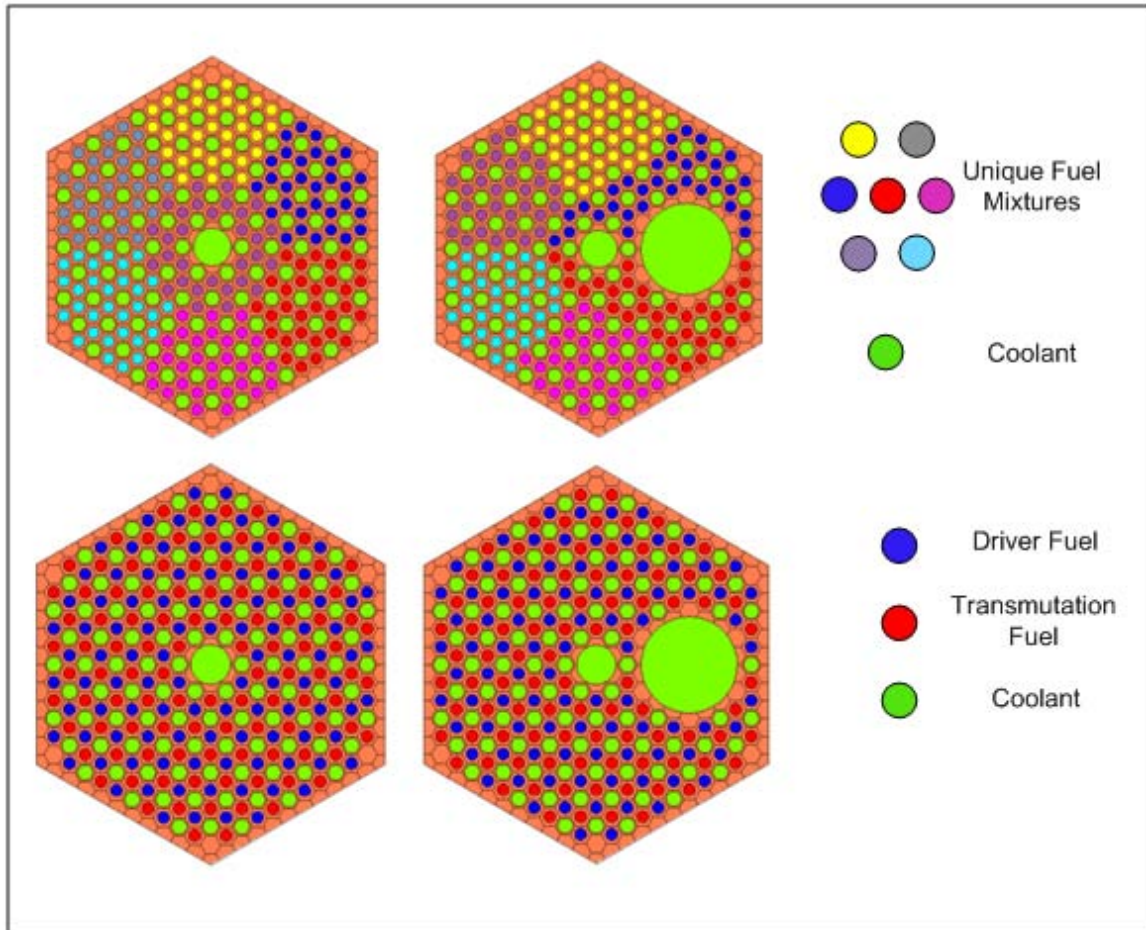 Unique Fuel
Mixtures
Coolant
Driver Fuel
Transmutation
Fuel
Coolant